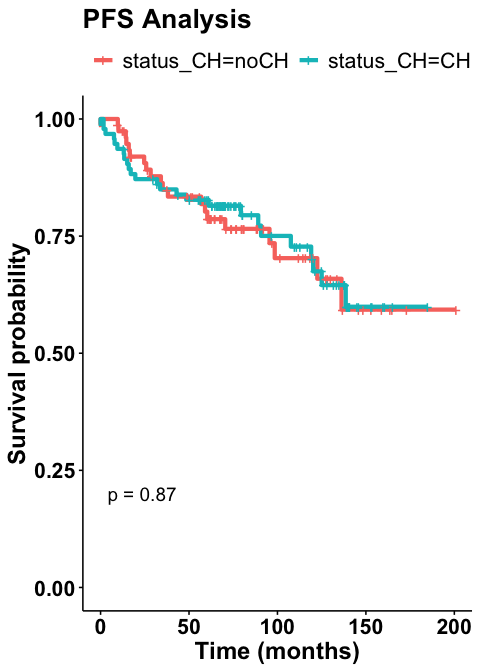 PFS Analysis
status_CH=noCH status_CH=CH
1.00
0.75
0.50
0.25
0.00
Survival probability
p = 0.87
0 50 100 150 200
Time (months)